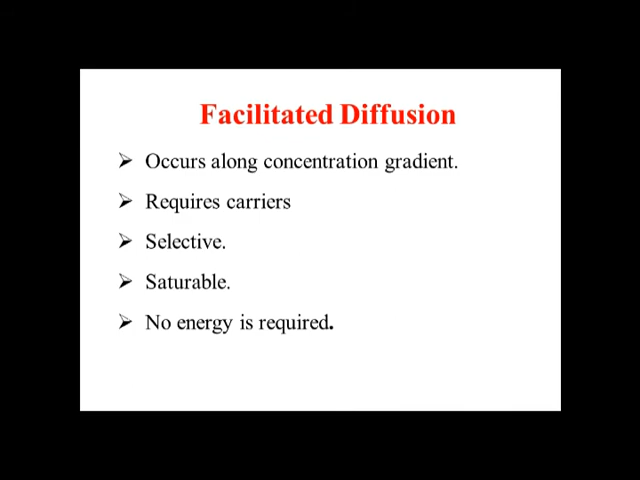 Facilitated Diffusion
➢ Occurs along concentration gradient.
➢ Requires carriers
➢ Selective.
➢ Saturable.
➢ No energy is required.